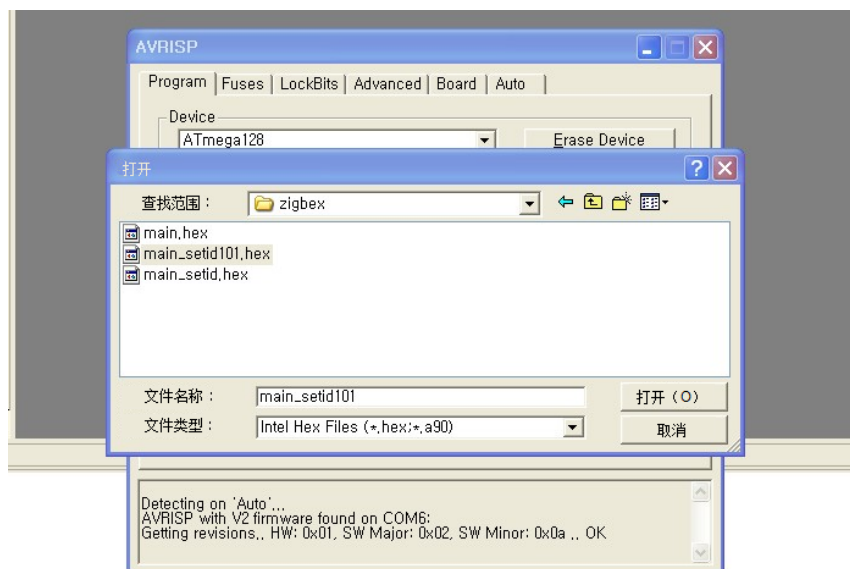 AVRISP
Program Fuses LockBits Advanced Board Auto
Device
ATmega128 Erase Device
打开
查找范围： zigbex
main,hex
main_setid101,hex
main_setid,hex
文件名称： main_setid101 打开（O）
文件类型： Intel Hex Files (*,hex;*,a90) 取消
Detecting on 'Auto',,,
AVRISP with V2 firmware found on COM6:
Getting revisions,, HW: 0x01, SW Major: 0x02, SW Minor: 0x0a ,, OK